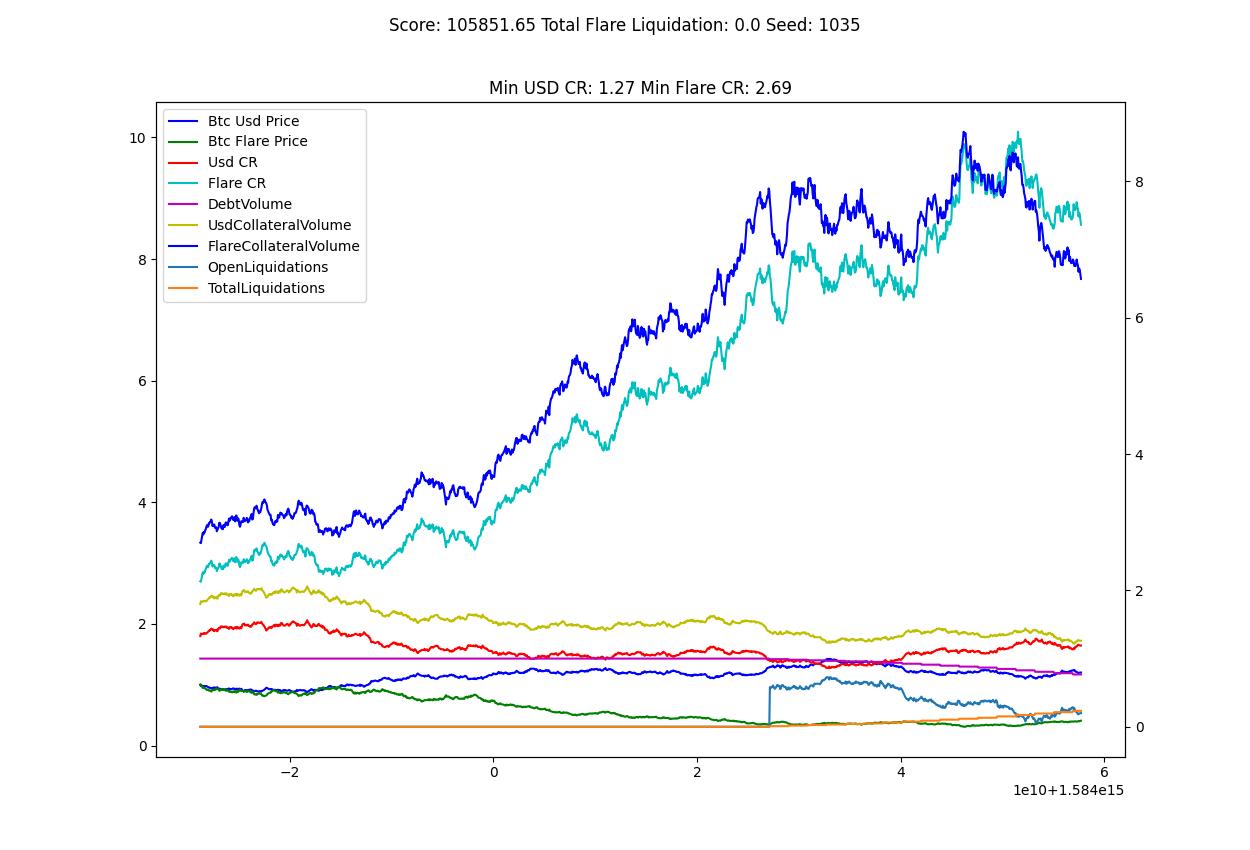 Score: 105851.65 Total Flare Liquidation: 0.0 Seed: 1035
Min USD CR: 1.27 Min Flare CR: 2.69
Btc Usd Price
Btc Flare Price
Usd CR
Flare CR
DebtVolume
UsdCollateralVolume
FlareCollateralVolume
OpenLiquidations
TotalLiquidations
10
8
6
4
2
0
8
6
4
2
0
−2
0
2
4
6
1e10+1.584e15